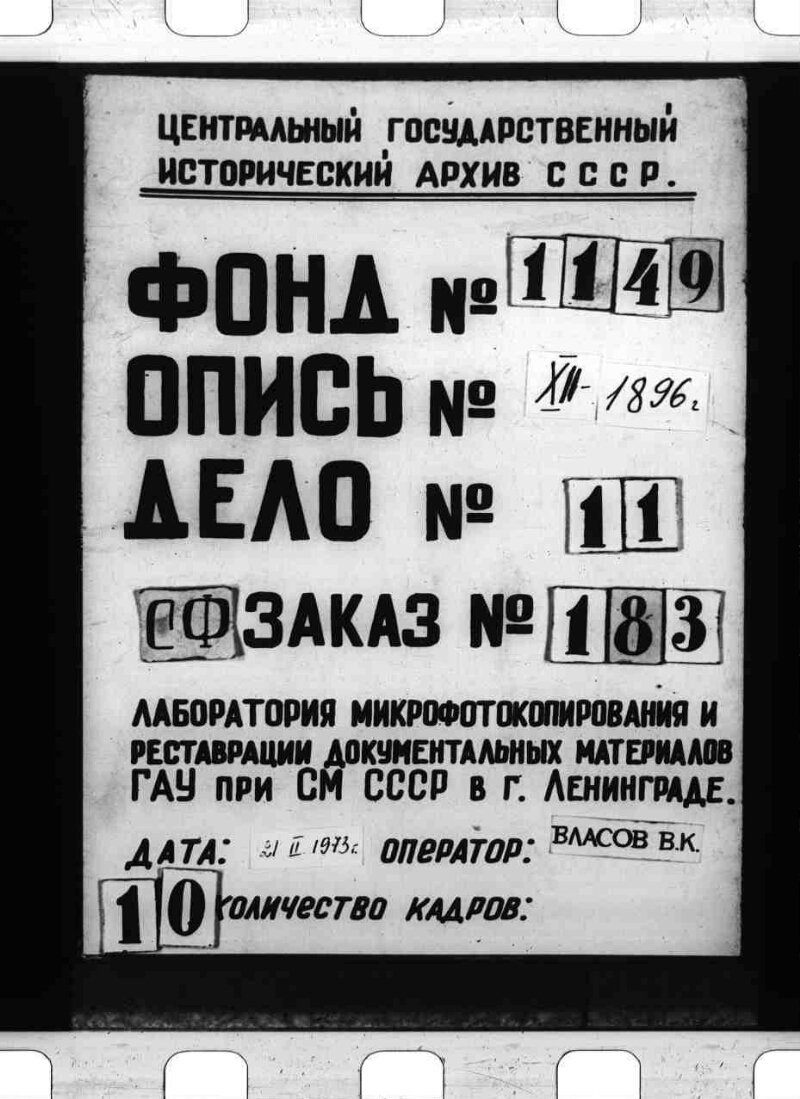 ЦЕНТРАЛЬНЫЙ ГОСУДАРСТВЕННЫЙ
ИСТОРИЧЕСКИЙ АРХИВ С С С Р.
ФОНД № 1149
ОПИСЬ № XII- 1896г
ДЕЛО № 11
СФ ЗАКАЗ № 183
ЛАБОРАТОРИЯ МИКРОФОТОКОПИРОВАНИЯ И
РЕСТАВРАЦИИ ДОКУМЕНТАЛЬНЫХ МАТЕРИАЛОВ
ГАУ ПРИ СМ СССР В Г. ЛЕНИНГРАДЕ.
ДАТА: 21 II 1973г. ОПЕРАТОР: ВЛАСОВ В.К.
10 КОЛИЧЕСТВО КАДРОВ: